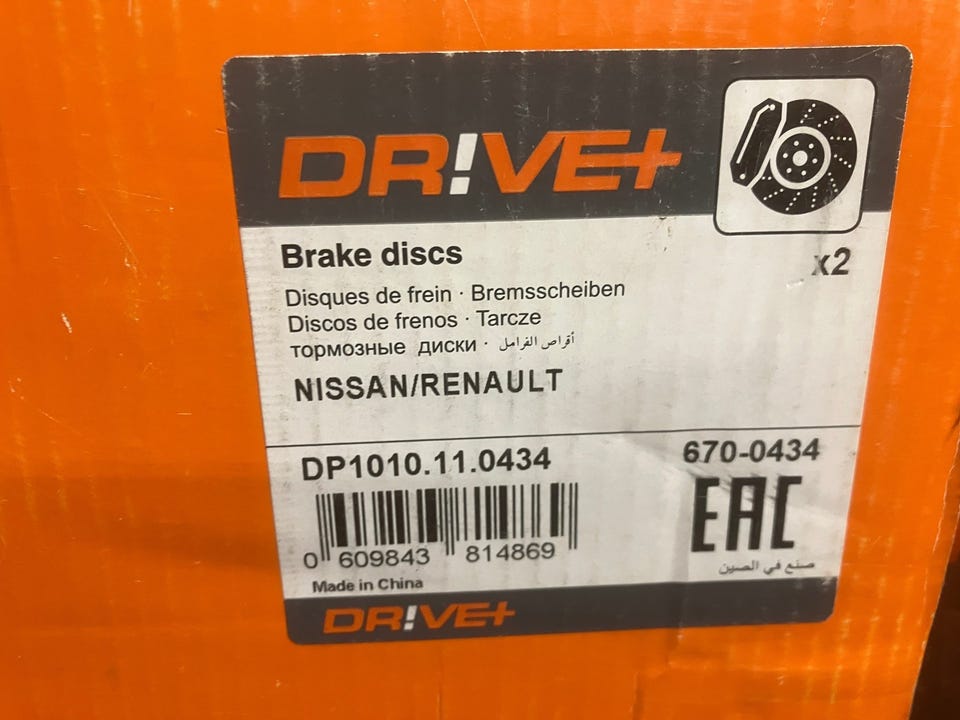 DR!VE+
Brake discs
x2
Disques de frein · Bremsscheiben
Discos de frenos · Tarcze
тормозные диски · أقراص الفرامل
NISSAN/RENAULT
DP1010.11.0434
670-0434
EAC
0 609843 814869
صنع في الصين
Made in China
DR!VE+